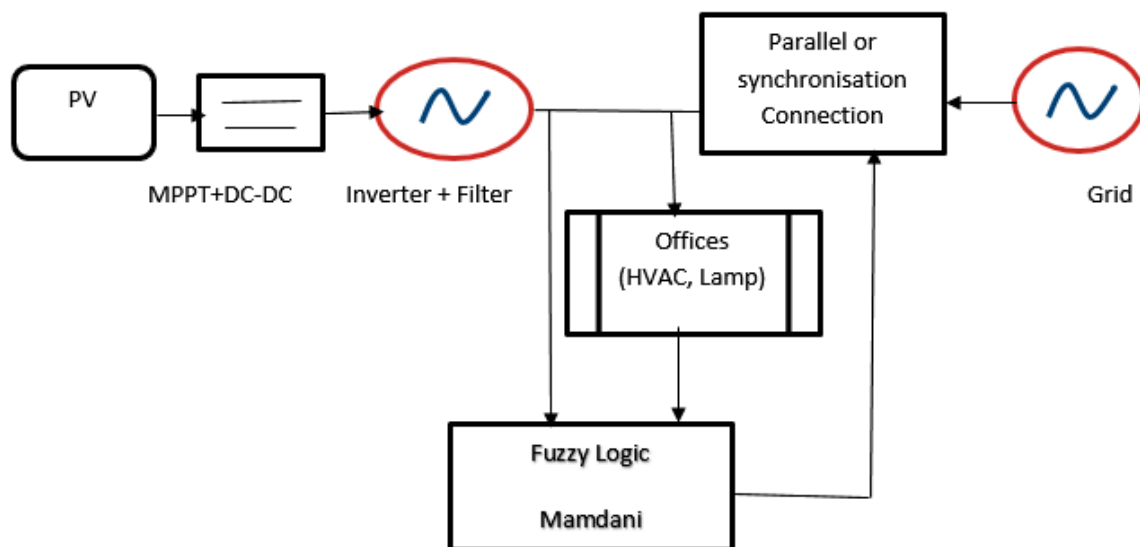 PV
MPPT+DC-DC
Inverter + Filter
Parallel or
synchronisation
Connection
Grid
Offices
(HVAC, Lamp)
Fuzzy Logic
Mamdani